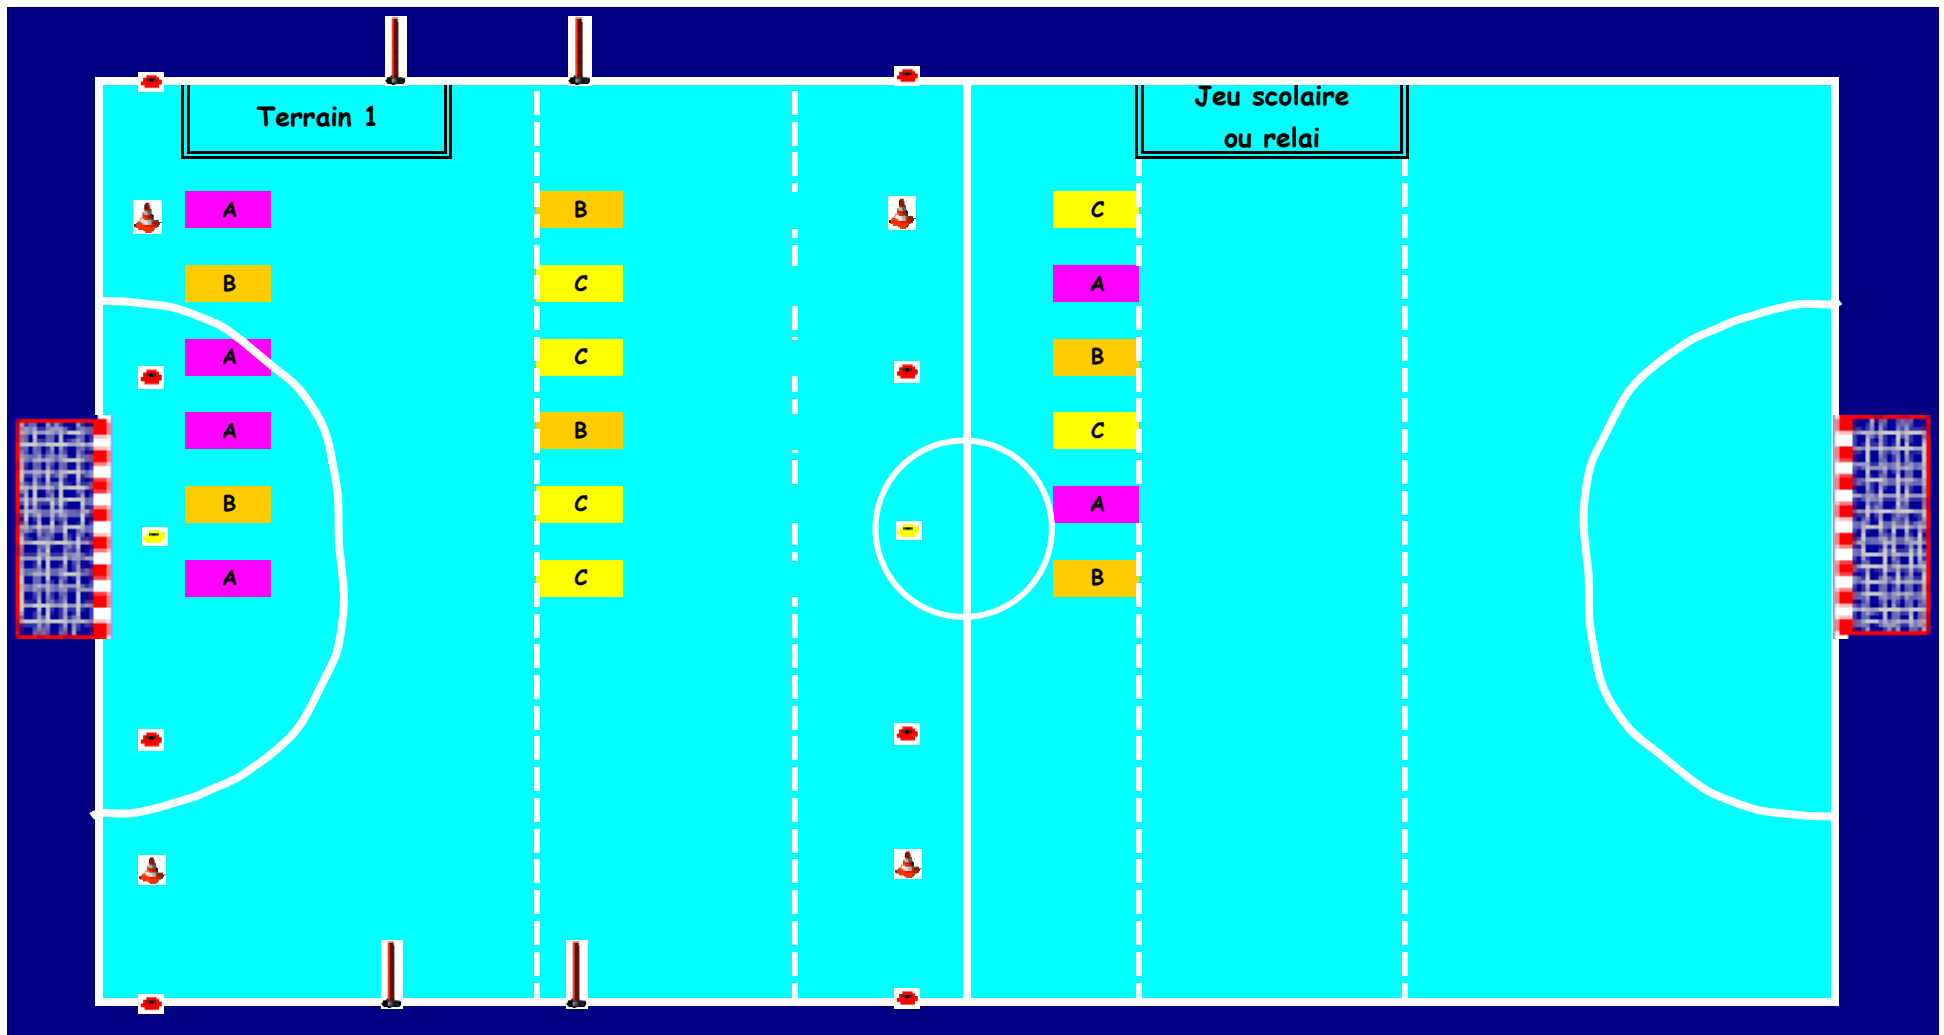 Terrain 1
Jeu scolaire
ou relai
A B C
B C A
A C B
A B C
B C A
A C B